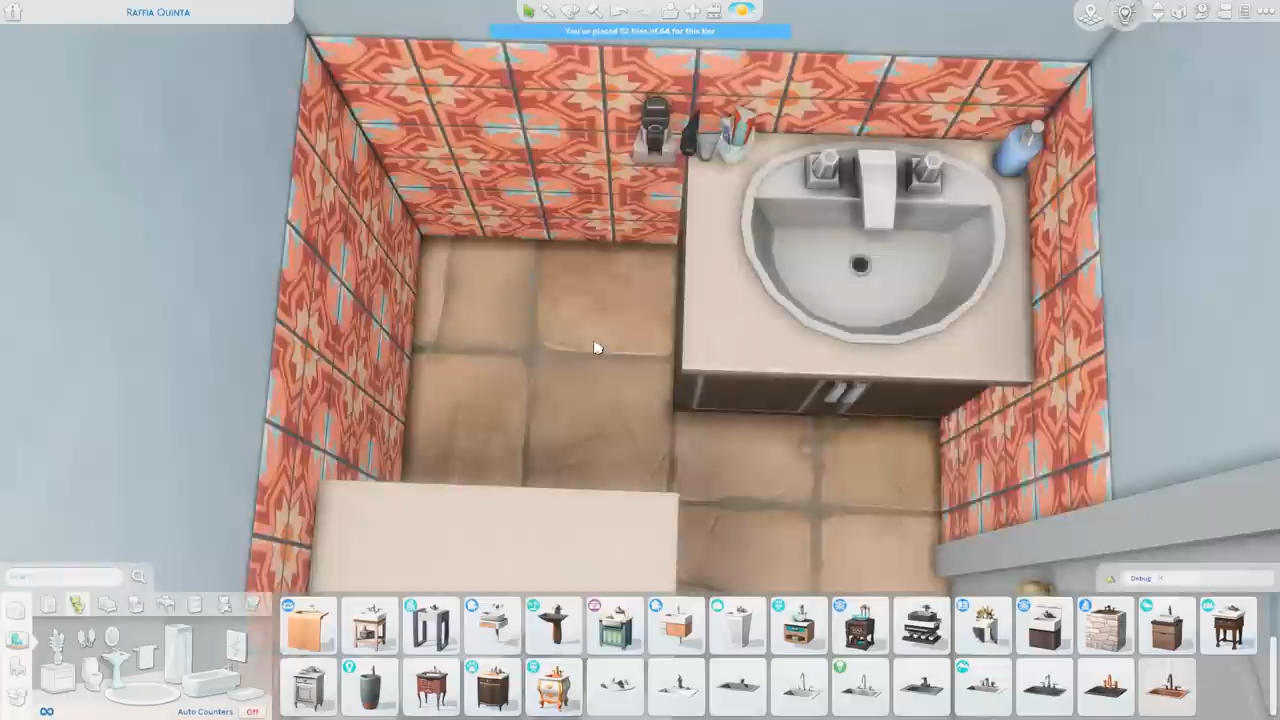 RAFFIA QUINTA
You've placed 52 tiles of 64 for this tier
Debug
Auto Counters
Off